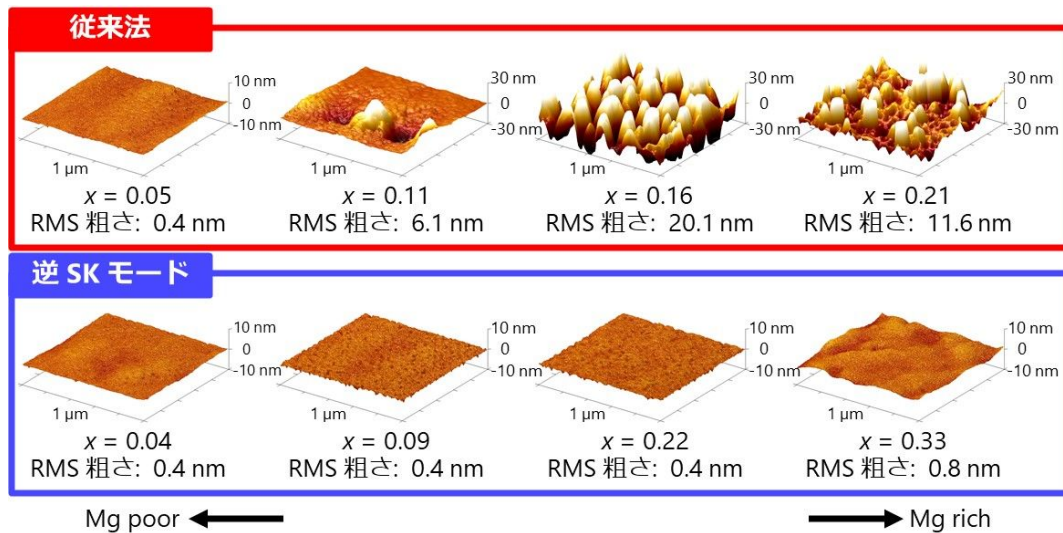 従来法
10 nm
0
-10 nm
1 µm
x = 0.05
RMS 粗さ: 0.4 nm
30 nm
0
-30 nm
1 µm
x = 0.11
RMS 粗さ: 6.1 nm
30 nm
0
-30 nm
1 µm
x = 0.16
RMS 粗さ: 20.1 nm
30 nm
0
-30 nm
1 µm
x = 0.21
RMS 粗さ: 11.6 nm
逆 SK モード
10 nm
0
-10 nm
1 µm
x = 0.04
RMS 粗さ: 0.4 nm
10 nm
0
-10 nm
1 µm
x = 0.09
RMS 粗さ: 0.4 nm
10 nm
0
-10 nm
1 µm
x = 0.22
RMS 粗さ: 0.4 nm
10 nm
0
-10 nm
1 µm
x = 0.33
RMS 粗さ: 0.8 nm
Mg poor
Mg rich